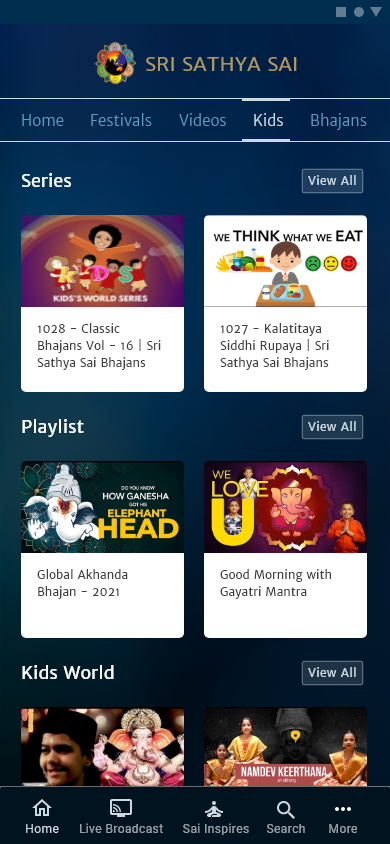 SRI SATHYA SAI
Home Festivals Videos Kids Bhajans
Series View All
KIDS
KIDS'S WORLD SERIES
WE THINK WHAT WE EAT
1028 - Classic
Bhajans Vol - 16 | Sri
Sathya Sai Bhajans
1027 - Kalatitaya
Siddhi Rupaya | Sri
Sathya Sai Bhajans
Playlist View All
DO YOU KNOW
HOW GANESHA
GOT HIS
ELEPHANT
HEAD
WE
LOVE
U
Global Akhanda
Bhajan - 2021
Good Morning with
Gayatri Mantra
Kids World View All
NAMDEV KEERTHANA
Home Live Broadcast Sai Inspires Search More